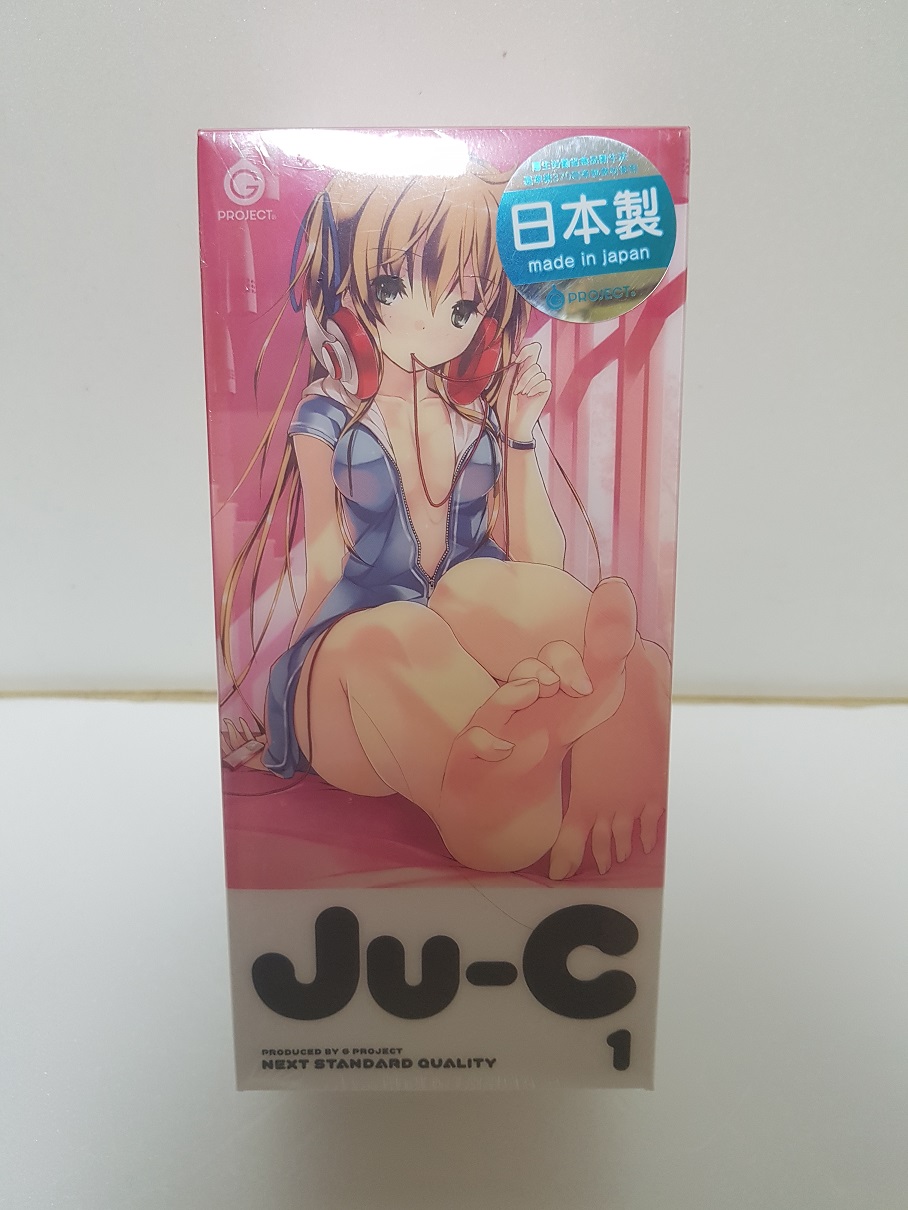 G
PROJECT
日本製
made in japan
PROJECT
Ju-C
1
PRODUCED BY G PROJECT
NEXT STANDARD QUALITY